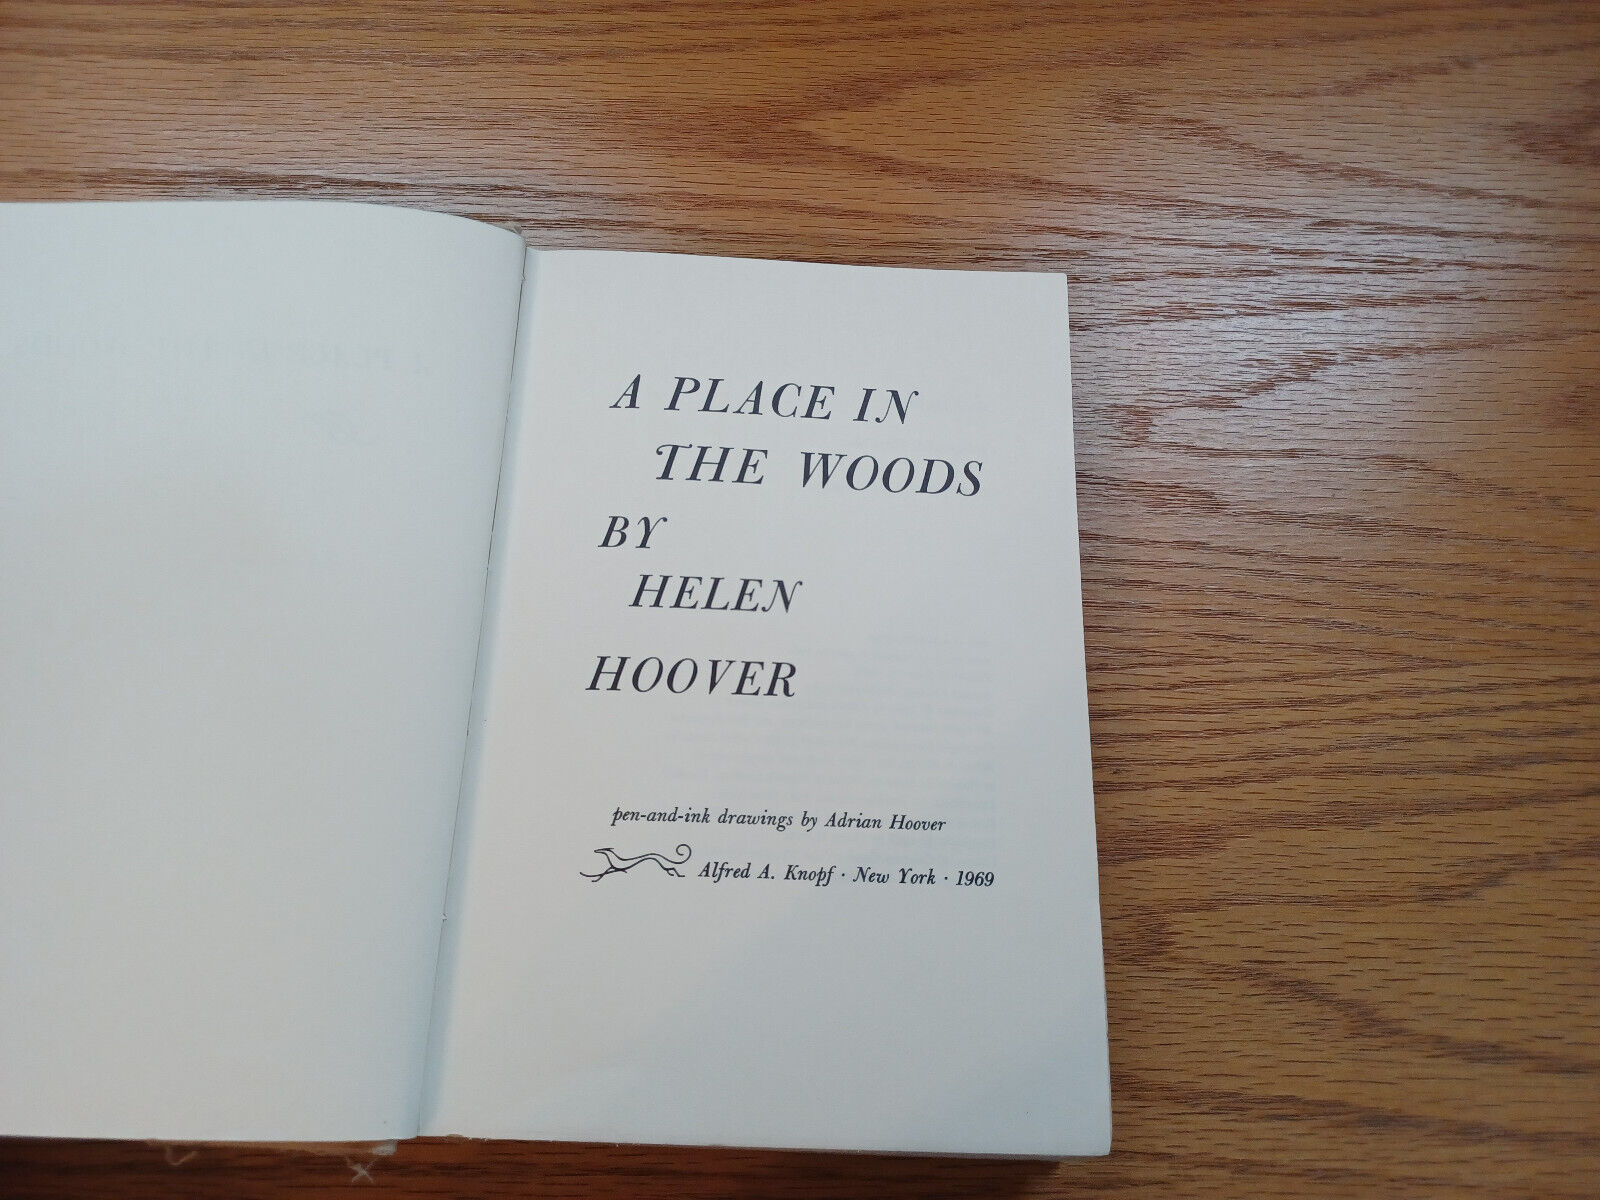 A PLACE IN
THE WOODS
BY
HELEN
HOOVER
pen-and-ink drawings by Adrian Hoover
Alfred A. Knopf · New York · 1969